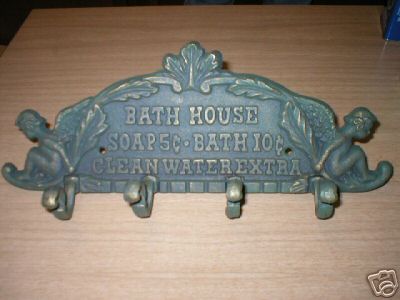 BATH HOUSE
SOAP 5¢ · BATH 10¢
CLEAN WATER EXTRA